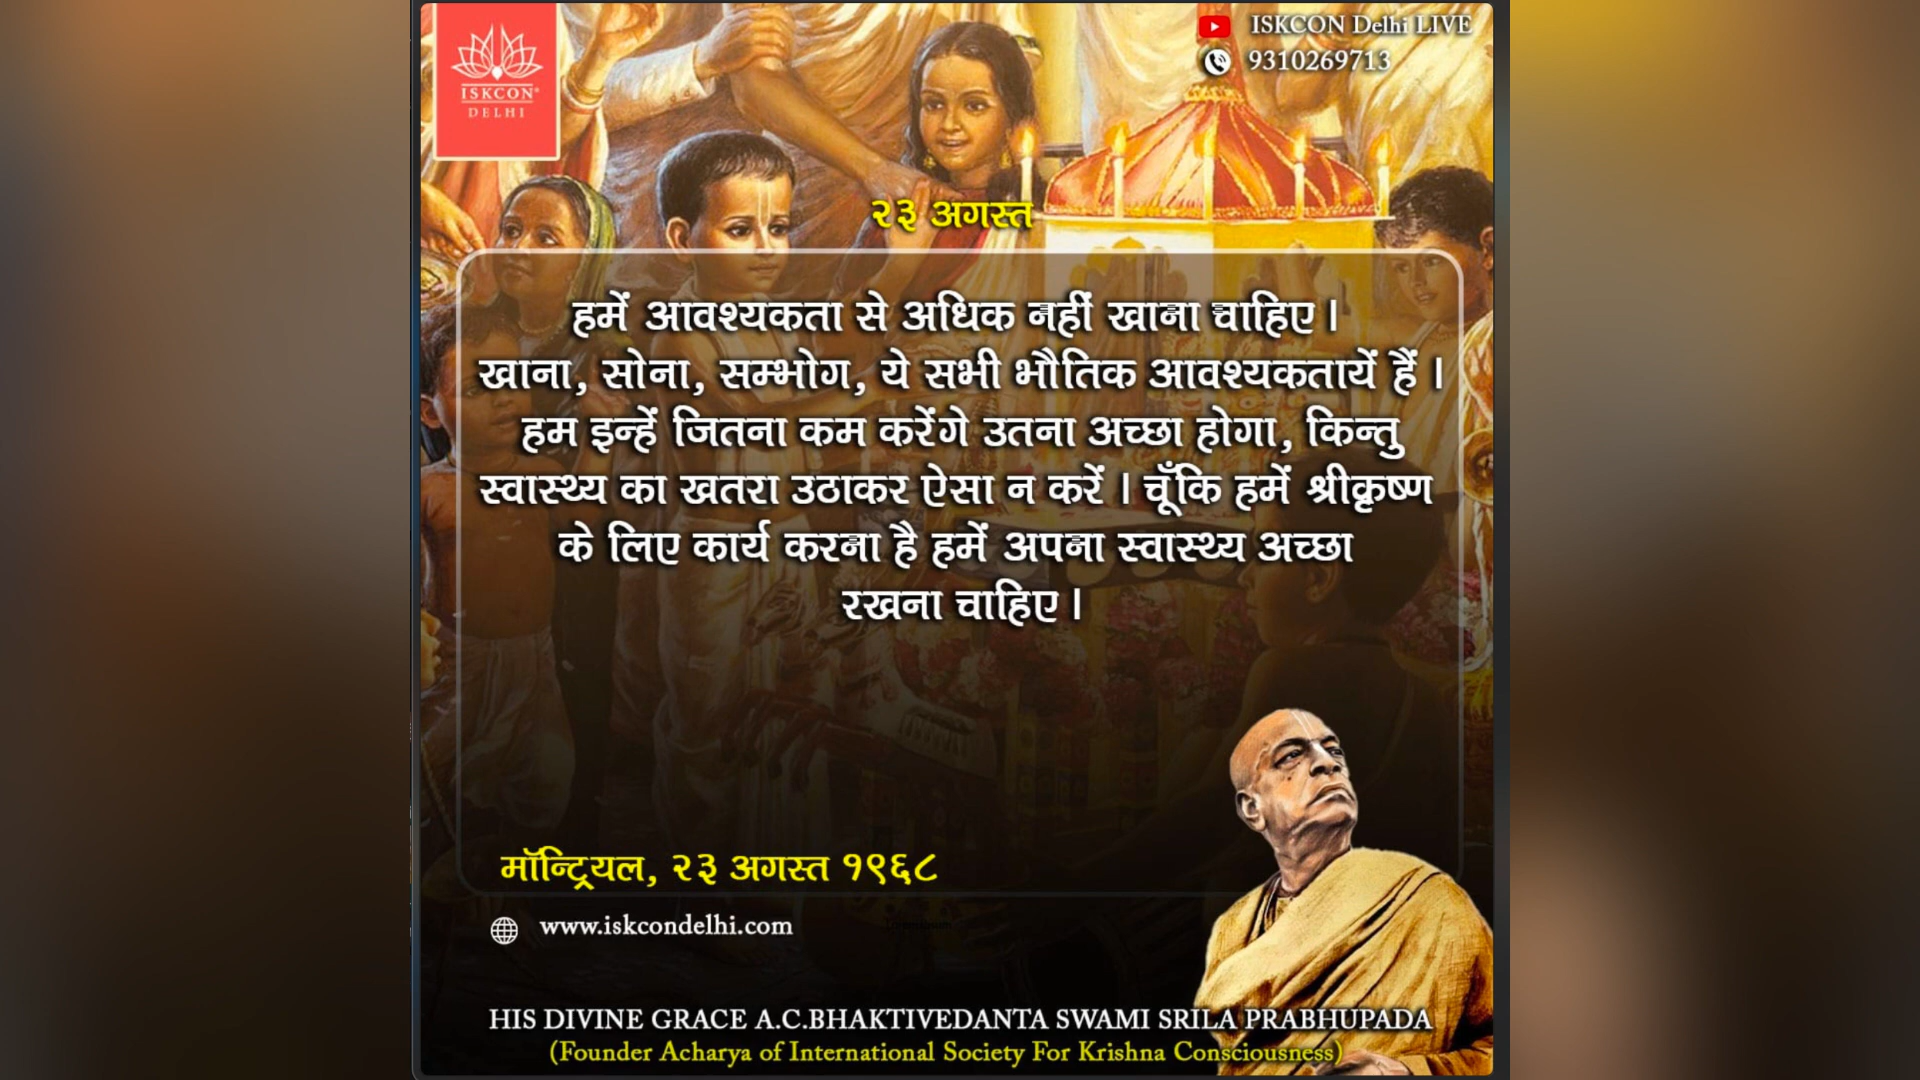 ISKCON Delhi LIVE
9310269713
ISKCON®
DELHI
२३ अगस्त
हमें आवश्यकता से अधिक नहीं खाना चाहिए ।
खाना, सोना, सम्भोग, ये सभी भौतिक आवश्यकतायें हैं ।
हम इन्हें जितना कम करेंगे उतना अच्छा होगा, किन्तु
स्वास्थ्य का खतरा उठाकर ऐसा न करें । चूँकि हमें श्रीकृष्ण
के लिए कार्य करना है हमें अपना स्वास्थ्य अच्छा
रखना चाहिए ।
मॉन्ट्रियल, २३ अगस्त १९६८
www.iskcondelhi.com
HIS DIVINE GRACE A.C.BHAKTIVEDANTA SWAMI SRILA PRABHUPADA
(Founder Acharya of International Society For Krishna Consciousness)